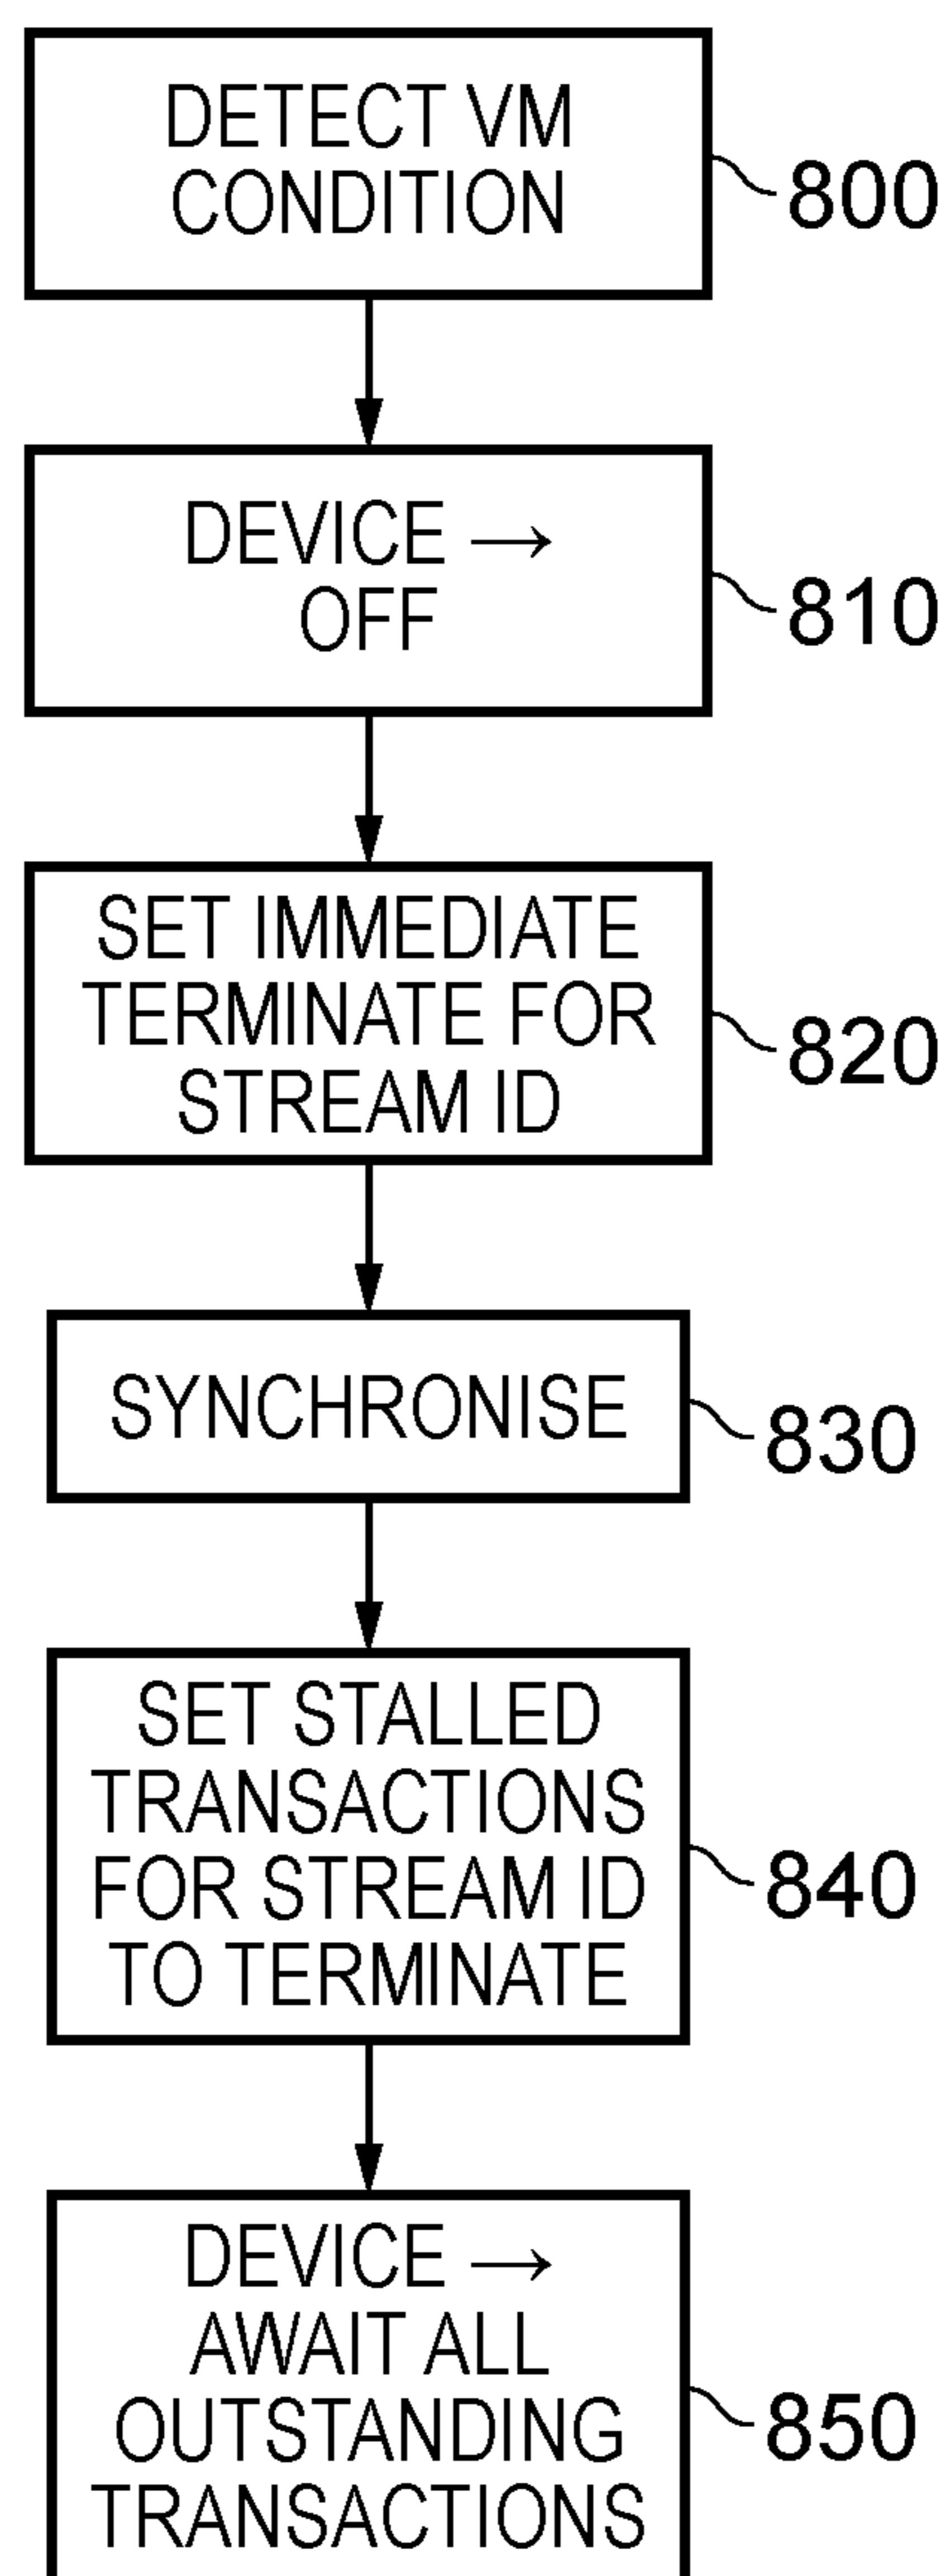 DETECT VM
CONDITION
800
DEVICE →
OFF
810
SET IMMEDIATE
TERMINATE FOR
STREAM ID
820
SYNCHRONISE
830
SET STALLED
TRANSACTIONS
FOR STREAM ID
TO TERMINATE
840
DEVICE →
AWAIT ALL
OUTSTANDING
TRANSACTIONS
850